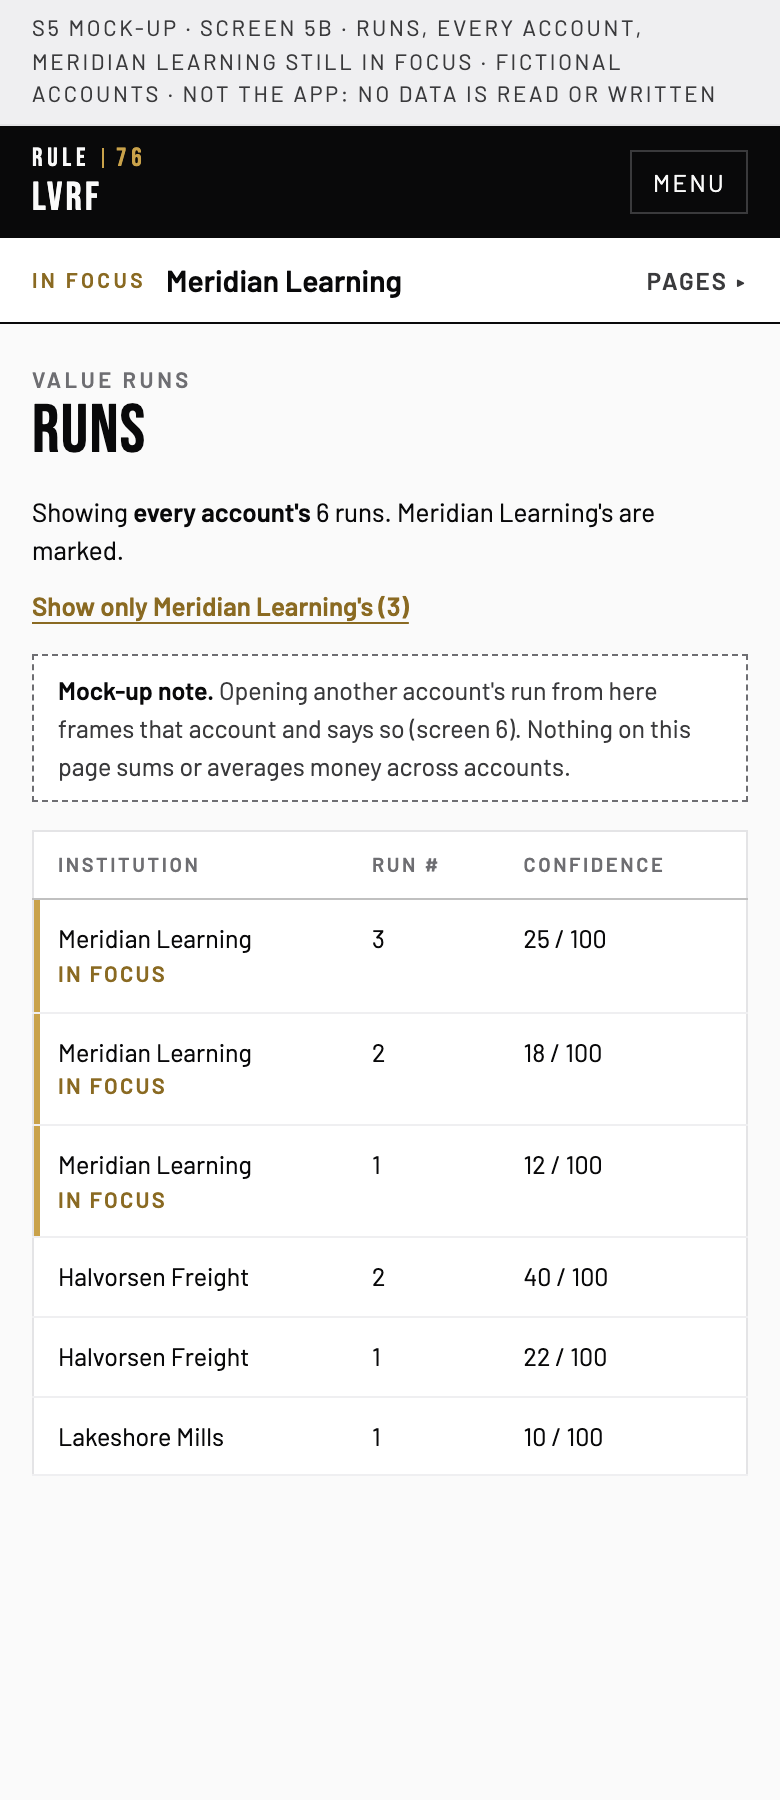 S5 MOCK-UP · SCREEN 5B · RUNS, EVERY ACCOUNT,
MERIDIAN LEARNING STILL IN FOCUS · FICTIONAL
ACCOUNTS · NOT THE APP: NO DATA IS READ OR WRITTEN
RULE | 76
LVRF
MENU
IN FOCUS Meridian Learning PAGES ▸
VALUE RUNS
RUNS
Showing every account's 6 runs. Meridian Learning's are
marked.
Show only Meridian Learning's (3)
Mock-up note. Opening another account's run from here
frames that account and says so (screen 6). Nothing on this
page sums or averages money across accounts.
INSTITUTION RUN # CONFIDENCE
Meridian Learning 3 25 / 100
IN FOCUS
Meridian Learning 2 18 / 100
IN FOCUS
Meridian Learning 1 12 / 100
IN FOCUS
Halvorsen Freight 2 40 / 100
Halvorsen Freight 1 22 / 100
Lakeshore Mills 1 10 / 100